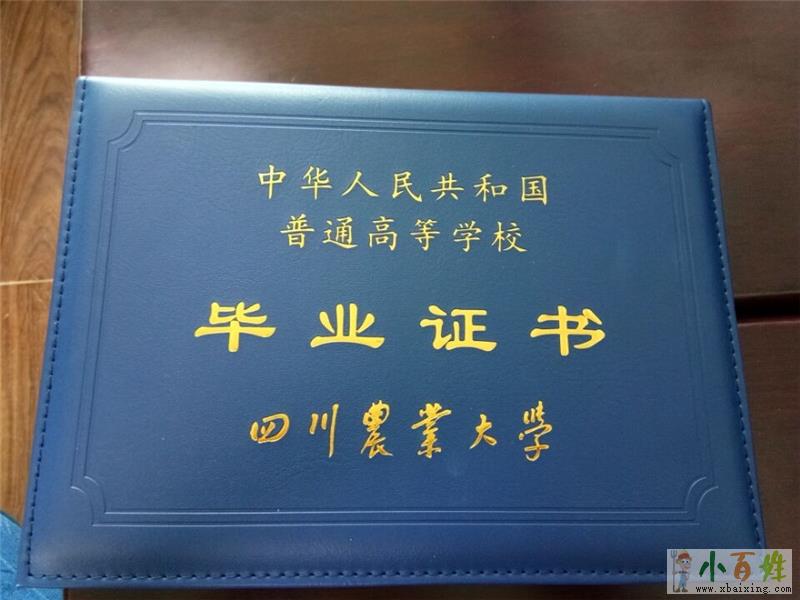 中华人民共和国
普通高等学校
毕业证书
四川農業大學
小百姓
www.xbaixing.com